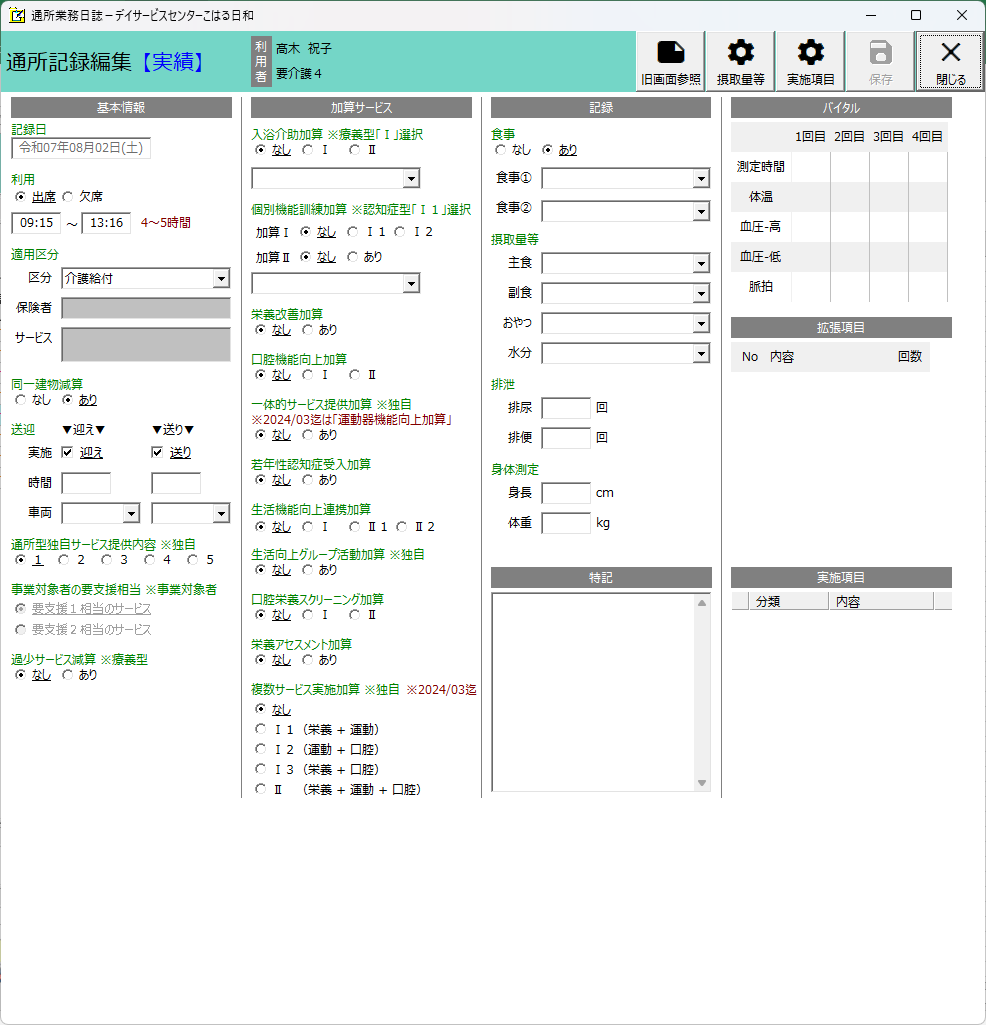 通所業務日誌－デイサービスセンターこはる日和
通所記録編集【実績】
利用者
高木 祝子
要介護４
旧画面参照
摂取量等
実施項目
保存
閉じる
基本情報
記録日
令和07年08月02日(土)
利用
出席 欠席
09:15 ～ 13:16 4～5時間
適用区分
区分 介護給付
保険者
サービス
同一建物減算
なし あり
送迎 ▼迎え▼ ▼送り▼
実施 迎え 送り
時間
車両
通所型独自サービス提供内容 ※独自
1 2 3 4 5
事業対象者の要支援相当 ※事業対象者
要支援１相当のサービス
要支援２相当のサービス
過少サービス減算 ※療養型
なし あり
加算サービス
入浴介助加算 ※療養型「Ⅰ」選択
なし Ⅰ Ⅱ
個別機能訓練加算 ※認知症型「Ⅰ１」選択
加算Ⅰ なし Ⅰ１ Ⅰ２
加算Ⅱ なし あり
栄養改善加算
なし あり
口腔機能向上加算
なし Ⅰ Ⅱ
一体的サービス提供加算 ※独自
※2024/03迄は「運動器機能向上加算」
なし あり
若年性認知症受入加算
なし あり
生活機能向上連携加算
なし Ⅰ Ⅱ１ Ⅱ２
生活向上グループ活動加算 ※独自
なし あり
口腔栄養スクリーニング加算
なし Ⅰ Ⅱ
栄養アセスメント加算
なし あり
複数サービス実施加算 ※独自 ※2024/03迄
なし
Ⅰ１（栄養 + 運動）
Ⅰ２（運動 + 口腔）
Ⅰ３（栄養 + 口腔）
Ⅱ （栄養 + 運動 + 口腔）
記録
食事
なし あり
食事①
食事②
摂取量等
主食
副食
おやつ
水分
排泄
排尿 回
排便 回
身体測定
身長 cm
体重 kg
特記
バイタル
1回目 2回目 3回目 4回目
測定時間
体温
血圧-高
血圧-低
脈拍
拡張項目
No 内容 回数
実施項目
分類 内容